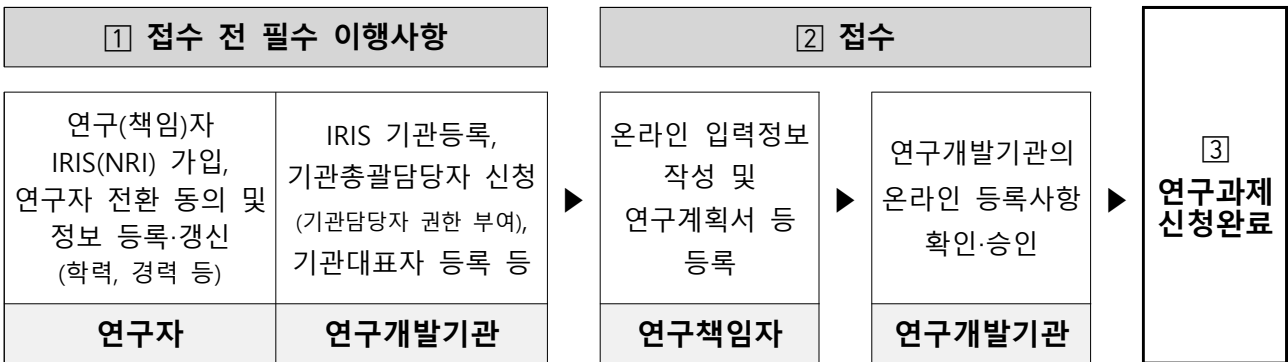 1 접수 전 필수 이행사항
2 접수
연구(책임)자
IRIS(NRI) 가입,
연구자 전환 동의 및
정보 등록·갱신
(학력, 경력 등)
연구자
IRIS 기관등록,
기관총괄담당자 신청
(기관담당자 권한 부여),
기관대표자 등록 등
연구개발기관
▶
온라인 입력정보
작성 및
연구계획서 등
등록
연구책임자
▶
연구개발기관의
온라인 등록사항
확인·승인
연구개발기관
▶
3
연구과제
신청완료